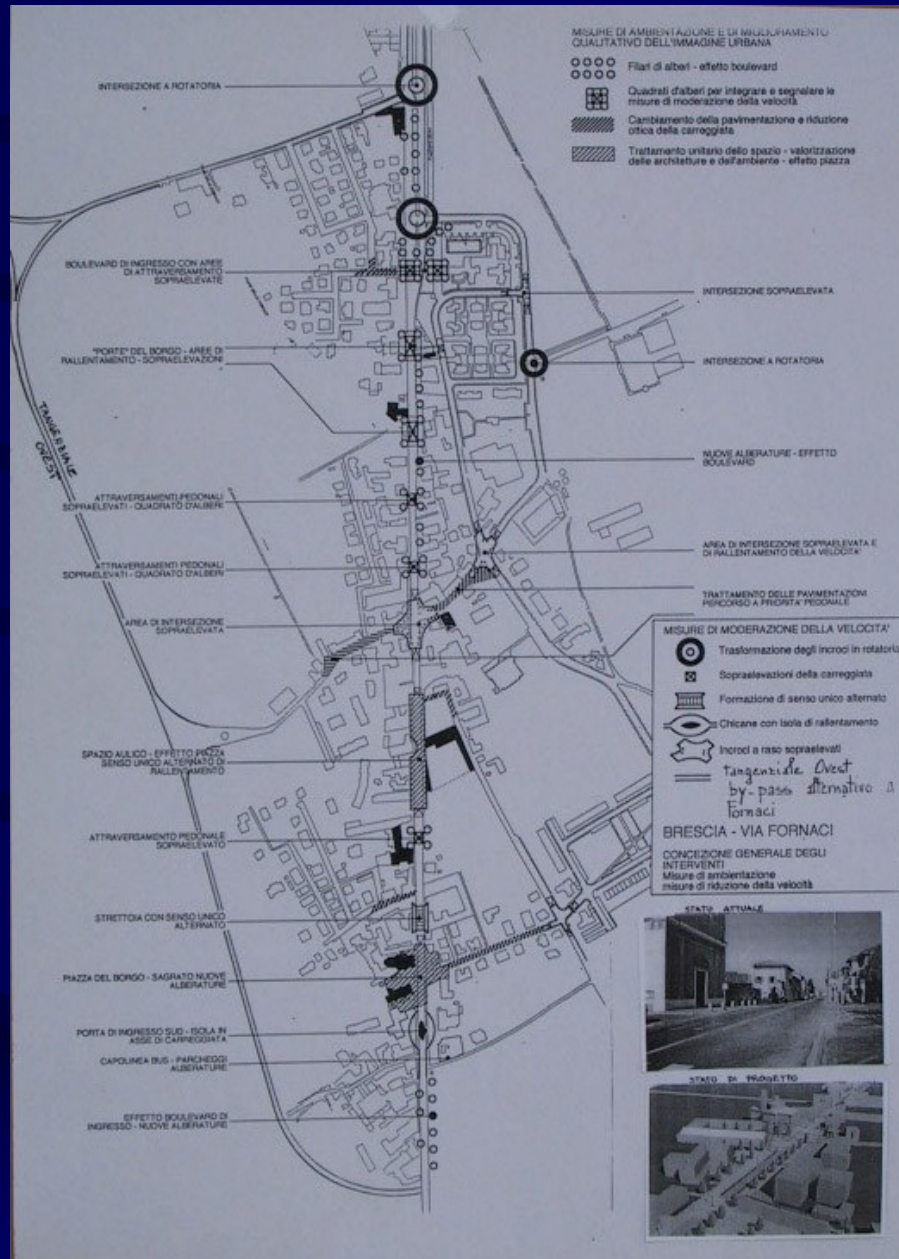 MISURE DI AMBIENTAZIONE E DI MIGLIORAMENTO
QUALITATIVO DELL'IMMAGINE URBANA
Filari di alberi - effetto boulevard
Quadrati d'alberi per integrare e segnalare le
misure di moderazione della velocità
Cambiamento della pavimentazione e riduzione
ottica della carreggiata
Trattamento unitario dello spazio - valorizzazione
delle architetture e dell'ambiente - effetto piazza
INTERSEZIONE A ROTATORIA
BOULEVARD DI INGRESSO CON AREE
DI ATTRAVERSAMENTO
SOPRAELEVATE
"PORTE" DEL BORGO - AREE DI
RALLENTAMENTO - SOPRAELEVAZIONI
TANGENZIALE
OVEST
ATTRAVERSAMENTI PEDONALI
SOPRAELEVATI - QUADRATO D'ALBERI
ATTRAVERSAMENTI PEDONALI
SOPRAELEVATI - QUADRATO D'ALBERI
AREA DI INTERSEZIONE
SOPRAELEVATA
SPAZIO AULICO - EFFETTO PIAZZA
SENSO UNICO ALTERNATO DI
RALLENTAMENTO
ATTRAVERSAMENTO PEDONALE
SOPRAELEVATO
STRETTOIA CON SENSO UNICO
ALTERNATO
PIAZZA DEL BORGO - SAGRATO NUOVE
ALBERATURE
PORTA DI INGRESSO SUD - ISOLA IN
ASSE DI CARREGGIATA
CAPOLINEA BUS - PARCHEGGI
ALBERATURE
EFFETTO BOULEVARD DI
INGRESSO - NUOVE ALBERATURE
INTERSEZIONE SOPRAELEVATA
INTERSEZIONE A ROTATORIA
NUOVE ALBERATURE - EFFETTO
BOULEVARD
AREA DI INTERSEZIONE SOPRAELEVATA E
DI RALLENTAMENTO DELLA VELOCITA'
TRATTAMENTO DELLE PAVIMENTAZIONI
PERCORSO A PRIORITA' PEDONALE
MISURE DI MODERAZIONE DELLA VELOCITA'
Trasformazione degli incroci in rotatorie
Sopraelevazioni della carreggiata
Formazione di senso unico alternato
Chicane con isola di rallentamento
Incroci a raso sopraelevati
tangenziale Ovest
by-pass alternativo a
Fornaci
BRESCIA - VIA FORNACI
CONCEZIONE GENERALE DEGLI
INTERVENTI
Misure di ambientazione
misure di riduzione della velocità
STATO ATTUALE
STATO DI PROGETTO